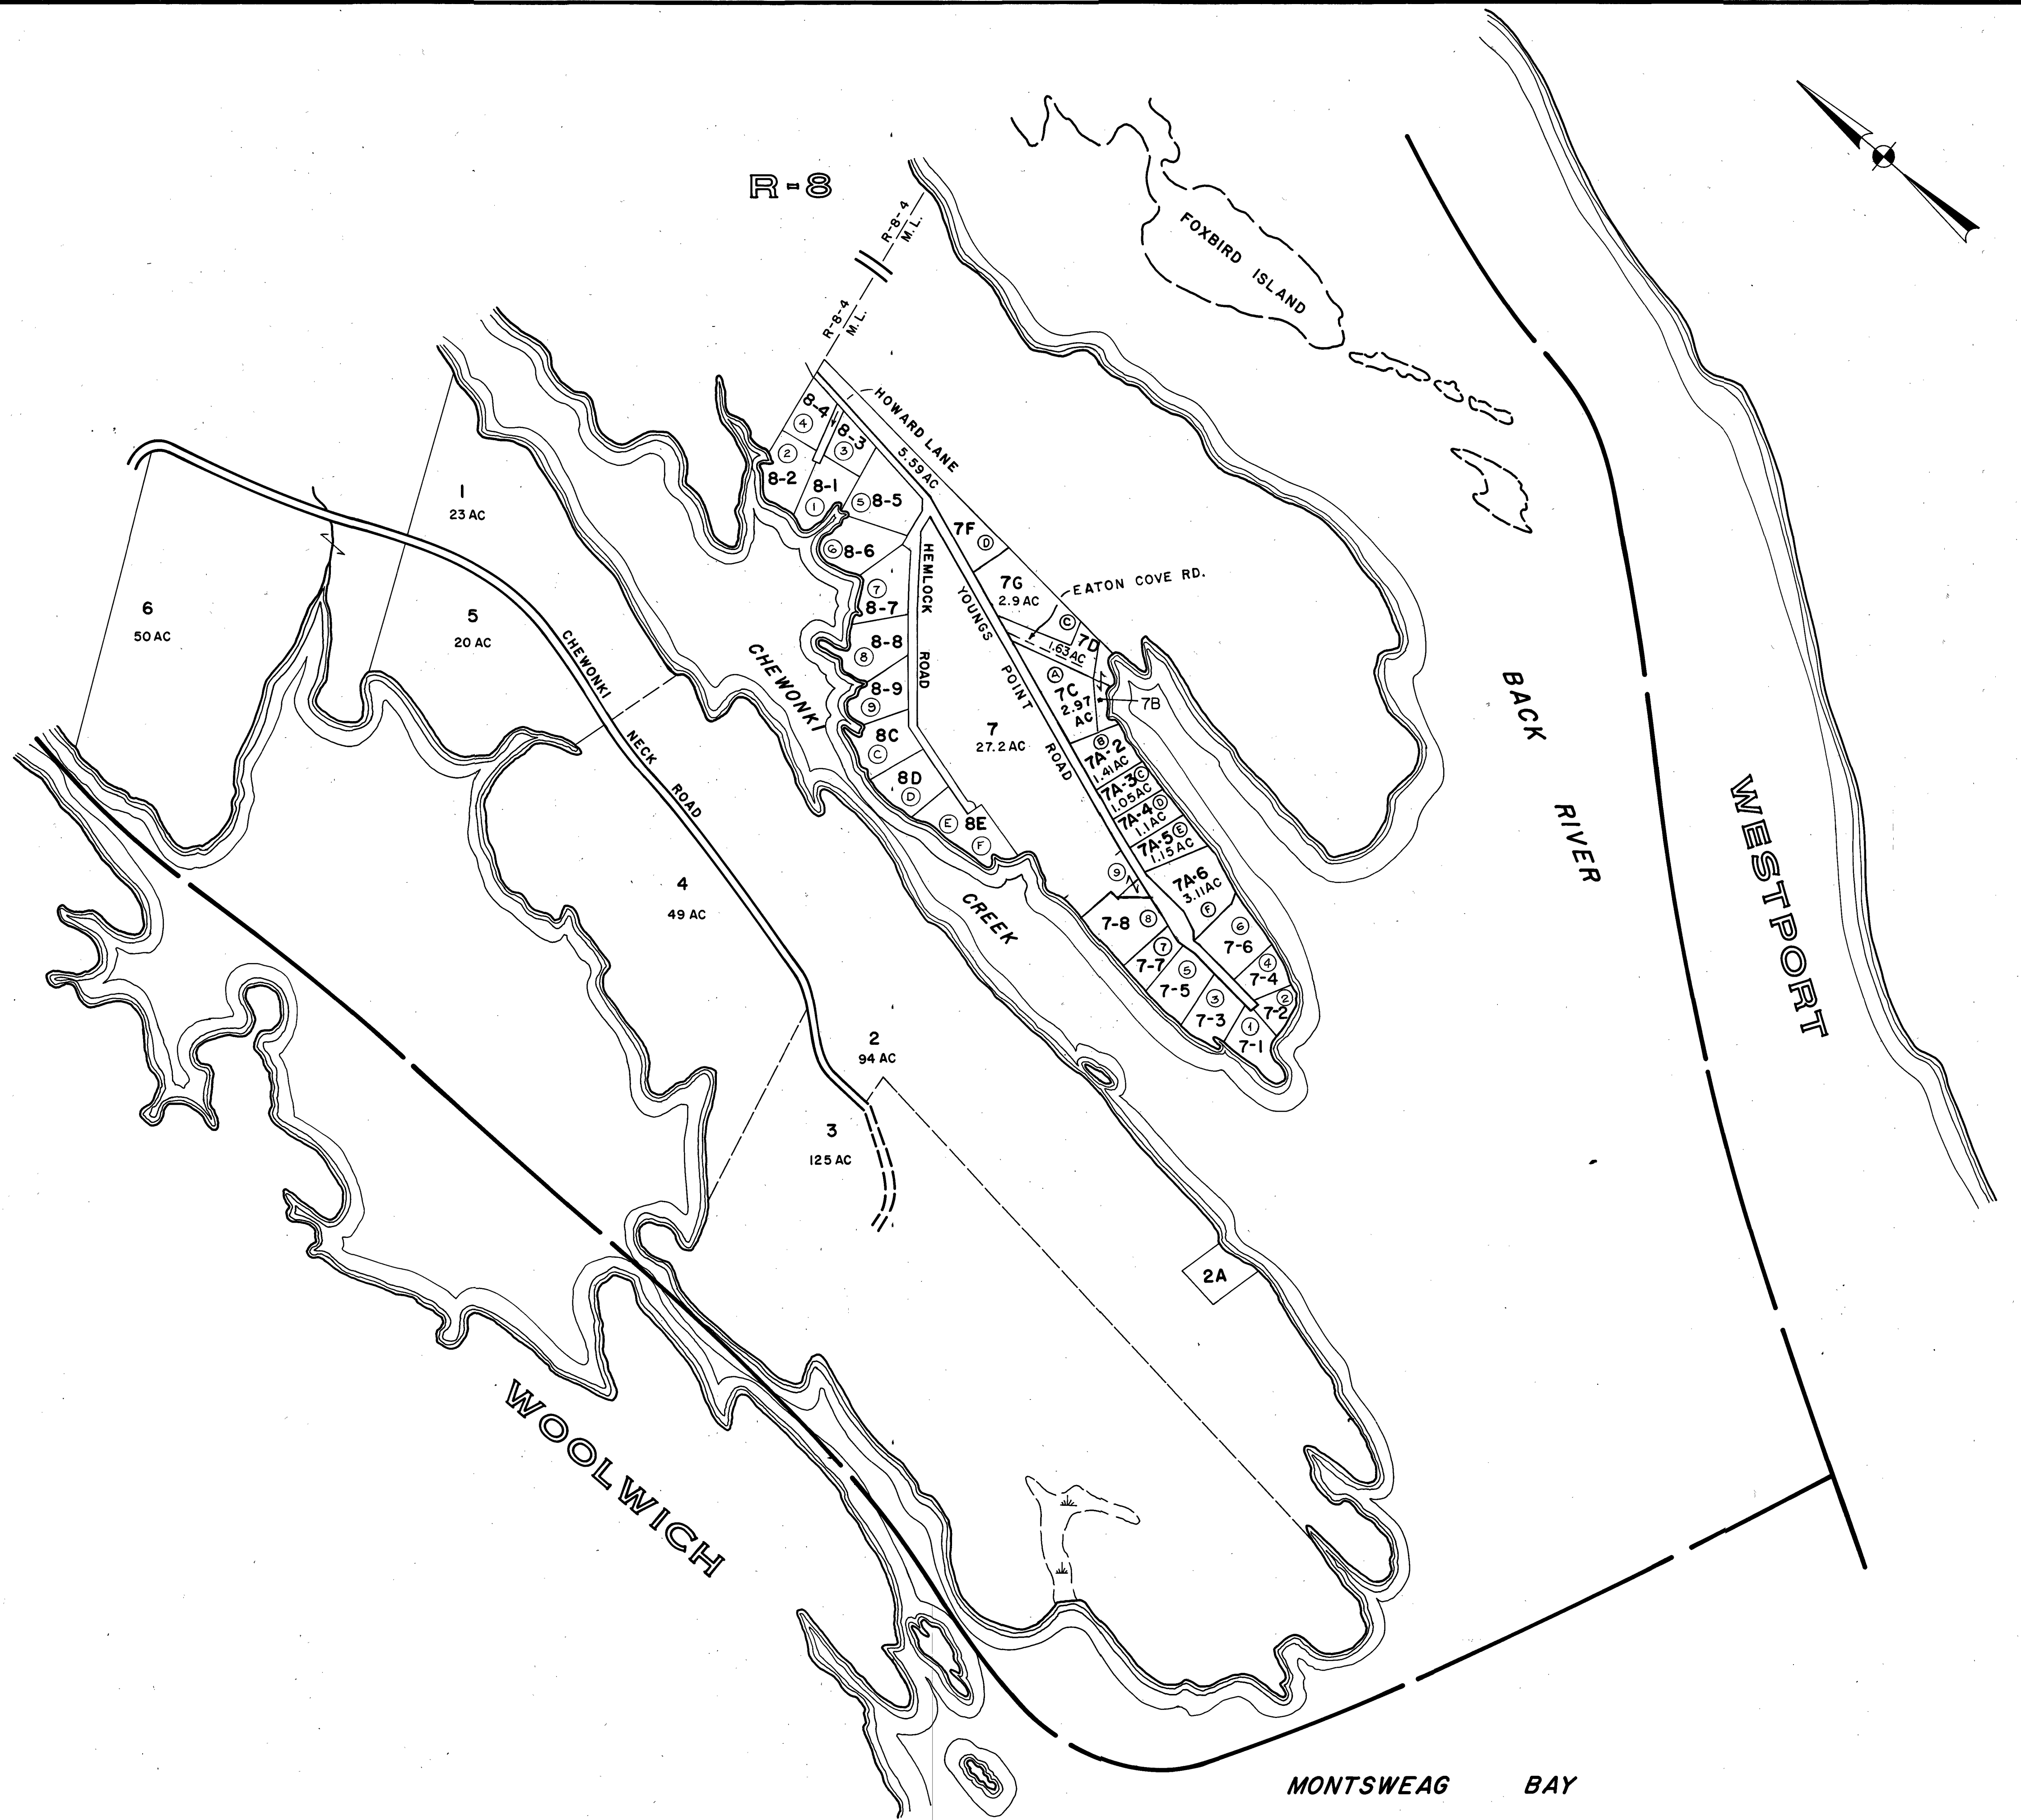 R-8
R-8-4
M.L.
R-8-4
M.L.
FOXBIRD ISLAND
HOWARD LANE
5.59 AC
8-4
4
8-3
3
2
8-2
8-1
1
5
8-5
6
8-6
7
8-7
8-8
8
8-9
9
8C
C
8D
D
E
8E
F
HEMLOCK ROAD
YOUNGS POINT ROAD
7F
D
7G
2.9 AC
EATON COVE RD.
C
7D
1.63 AC
A
7C
2.97
AC
7B
7
27.2 AC
B
7A-2
1.41 AC
7A-3
C
1.05 AC
7A-4
D
1.1 AC
7A-5
E
1.15 AC
7A-6
3.11 AC
F
9
7-8
8
7
7-7
5
7-5
3
7-3
6
7-6
4
7-4
2
7-2
1
7-1
1
23 AC
6
50 AC
5
20 AC
CHEWONKI NECK ROAD
CHEWONKI CREEK
4
49 AC
2
94 AC
3
125 AC
2A
BACK RIVER
WESTPORT
WOOLWICH
MONTSWEAG BAY